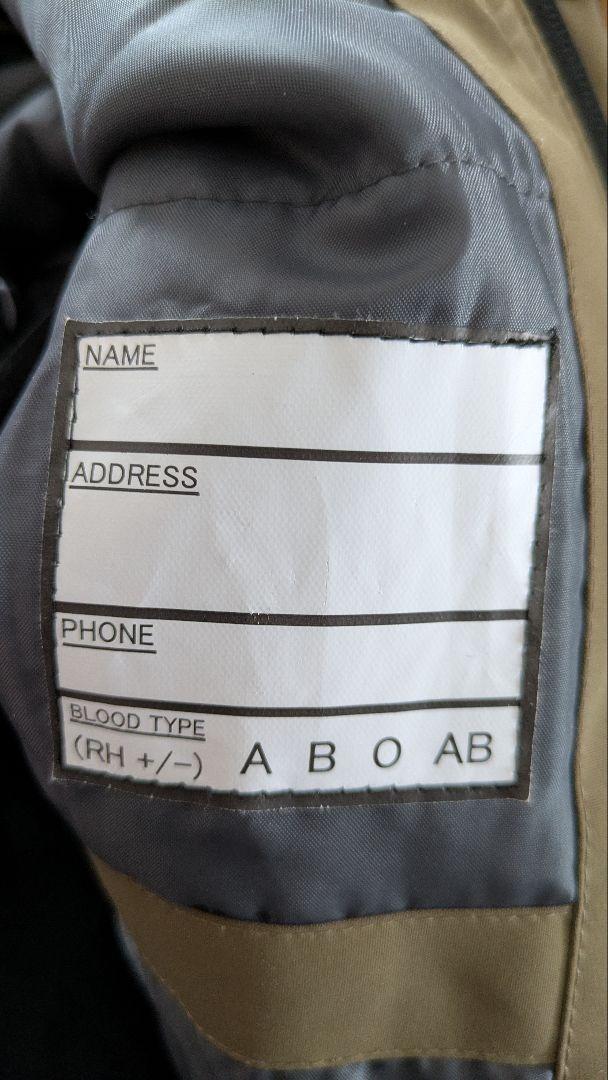 NAME
ADDRESS
PHONE
BLOOD TYPE
(RH +/-) A B O AB